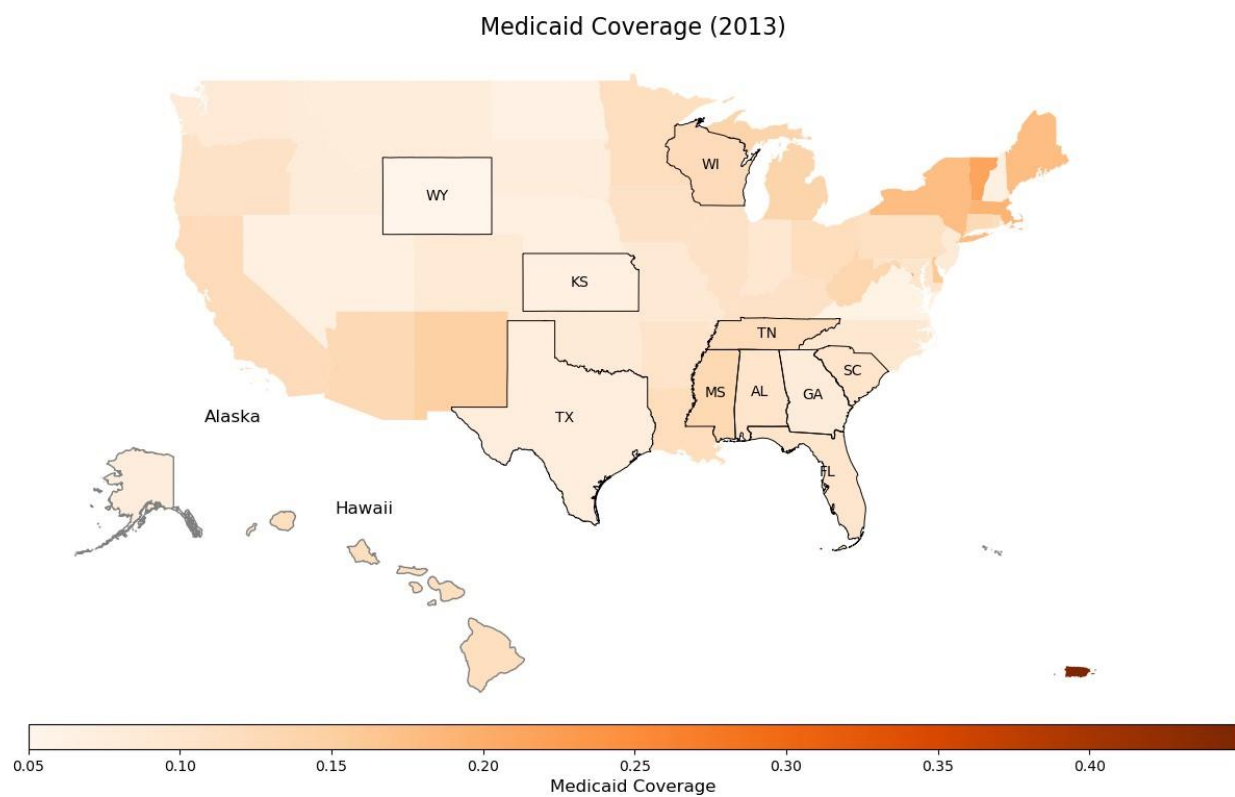 Medicaid Coverage (2013)
WI
WY
KS
TN
SC
MS
AL
GA
TX
Alaska
FL
Hawaii
0.05
0.10
0.15
0.20
0.25
0.30
0.35
0.40
Medicaid Coverage